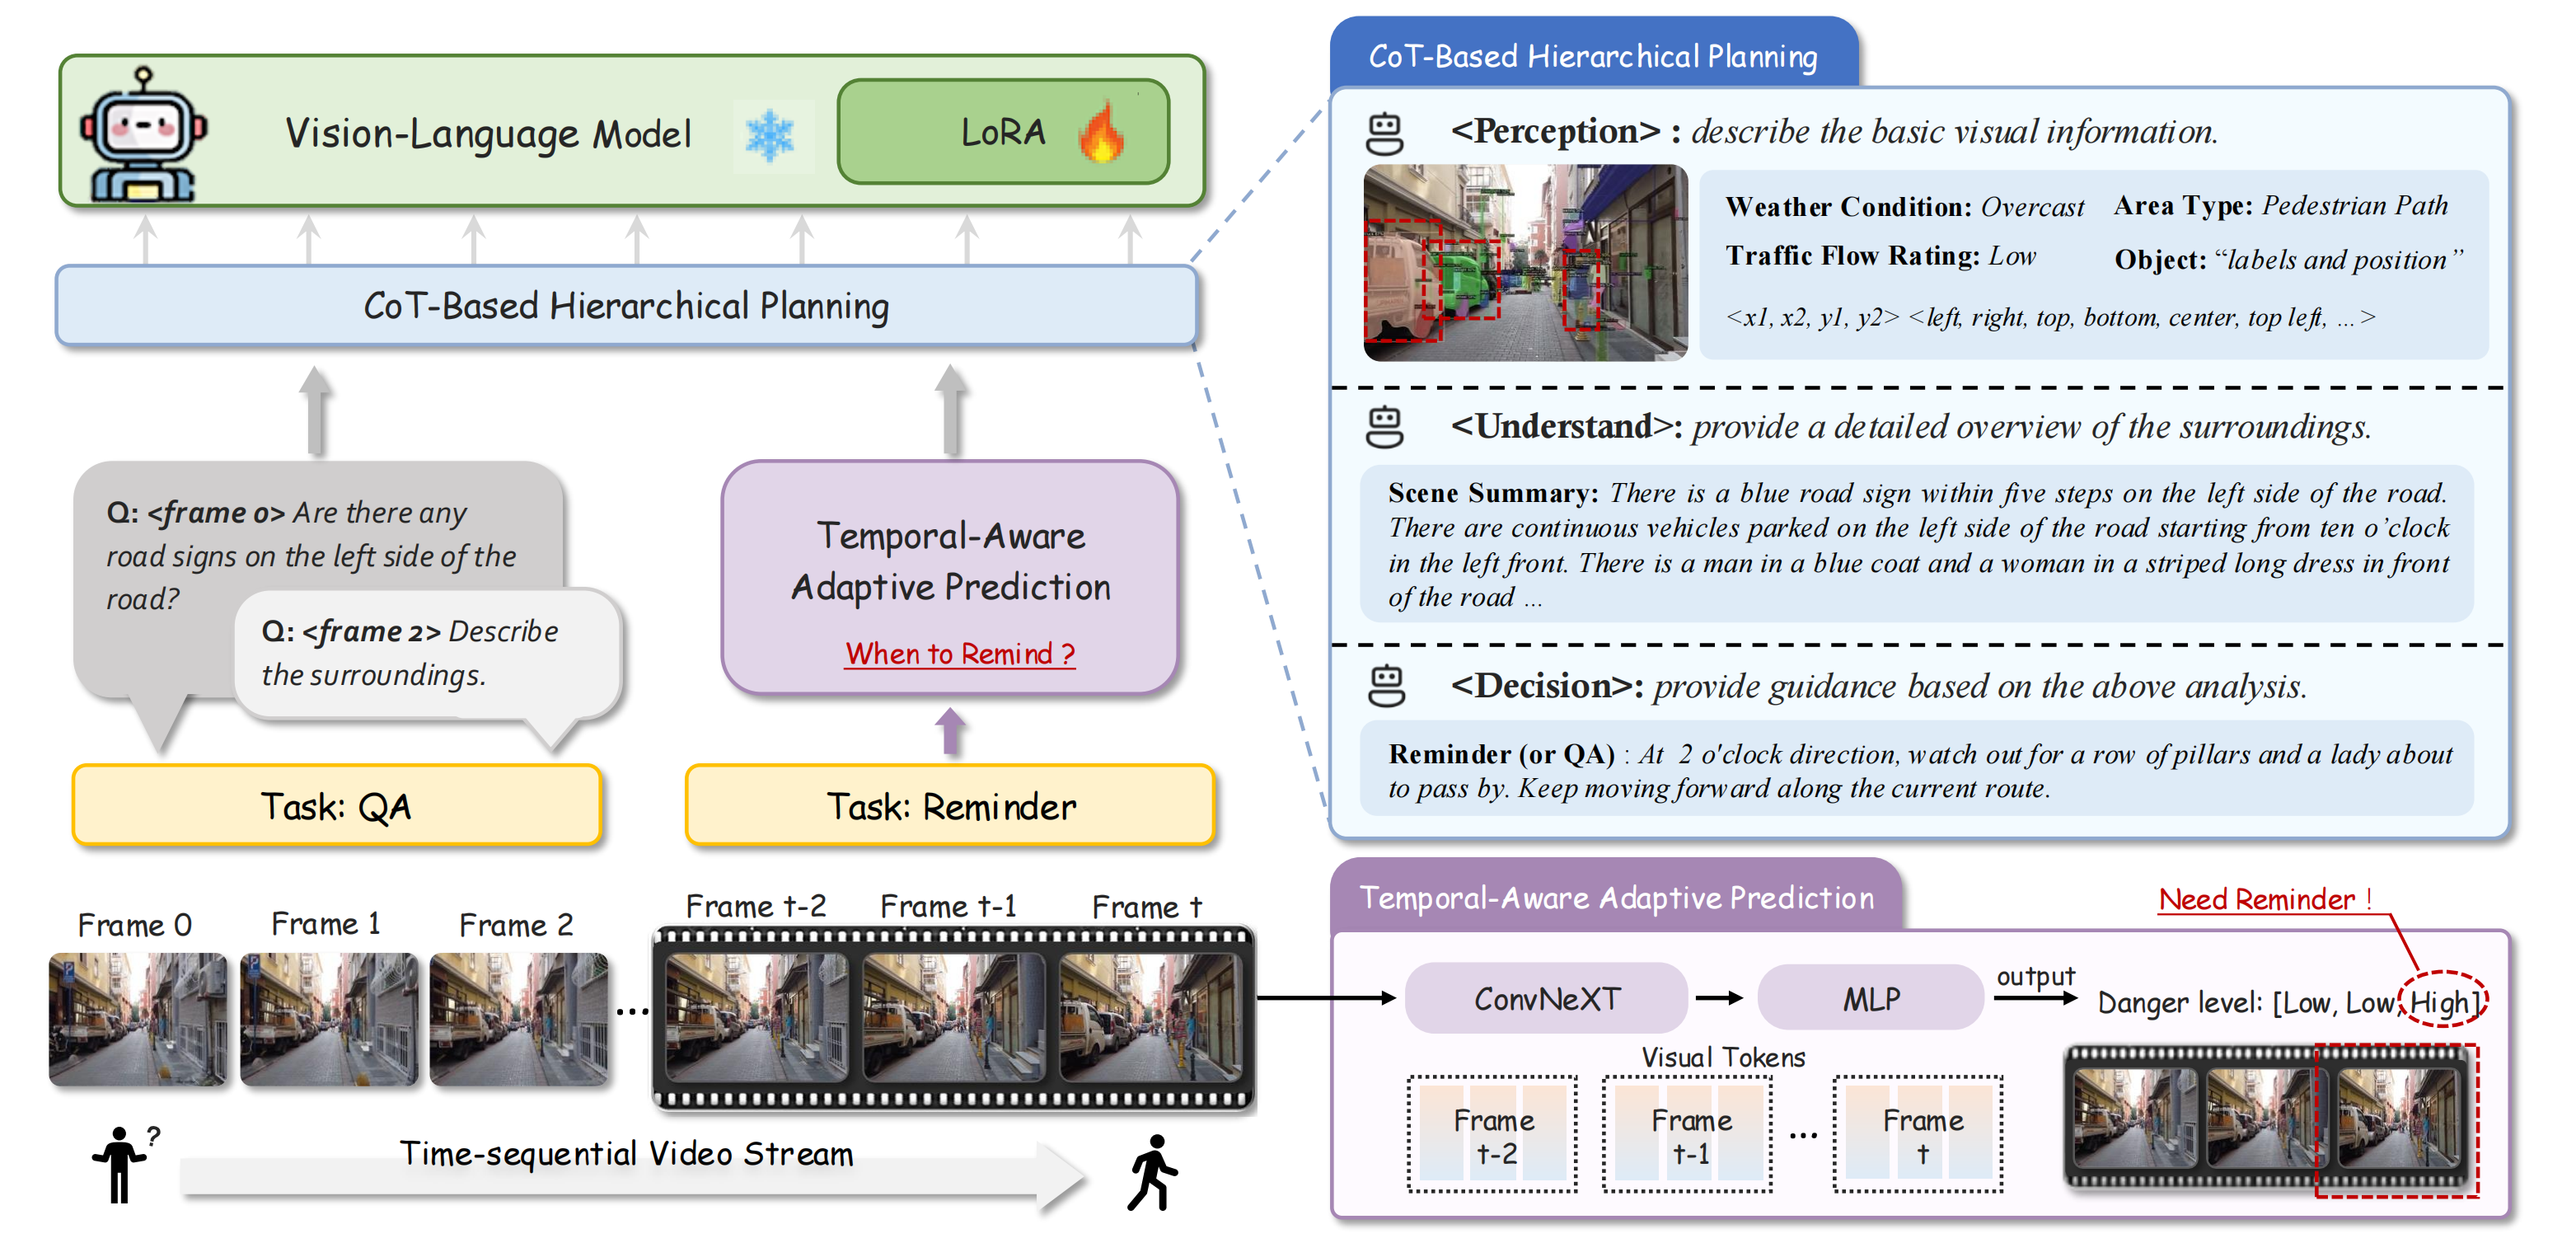 Vision-Language Model
LoRA
CoT-Based Hierarchical Planning
Q: <frame 0> Are there any
road signs on the left side of the
road?
Q: <frame 2> Describe
the surroundings.
Temporal-Aware
Adaptive Prediction
When to Remind ?
Task: QA
Task: Reminder
Frame 0
Frame 1
Frame 2
...
Frame t-2
Frame t-1
Frame t
?
Time-sequential Video Stream
CoT-Based Hierarchical Planning
<Perception> : describe the basic visual information.
Weather Condition: Overcast
Area Type: Pedestrian Path
Traffic Flow Rating: Low
Object: “labels and position”
<x1, x2, y1, y2> <left, right, top, bottom, center, top left, ...>
<Understand>: provide a detailed overview of the surroundings.
Scene Summary: There is a blue road sign within five steps on the left side of the road.
There are continuous vehicles parked on the left side of the road starting from ten o’clock
in the left front. There is a man in a blue coat and a woman in a striped long dress in front
of the road ...
<Decision>: provide guidance based on the above analysis.
Reminder (or QA) : At 2 o'clock direction, watch out for a row of pillars and a lady about
to pass by. Keep moving forward along the current route.
Temporal-Aware Adaptive Prediction
Need Reminder !
ConvNeXT
MLP
output
Danger level: [Low, Low, High]
Visual Tokens
Frame
t-2
Frame
t-1
...
Frame
t